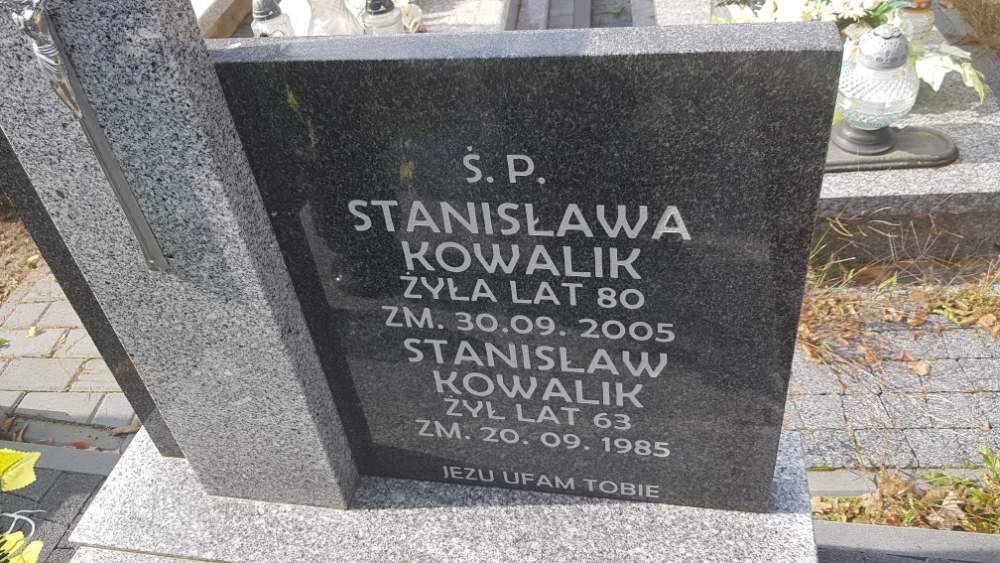 Ś. P.
STANISŁAWA
KOWALIK
ŻYŁA LAT 80
ZM. 30.09. 2005
STANISŁAW
KOWALIK
ŻYŁ LAT 63
ZM. 20. 09. 1985
JEZU UFAM TOBIE